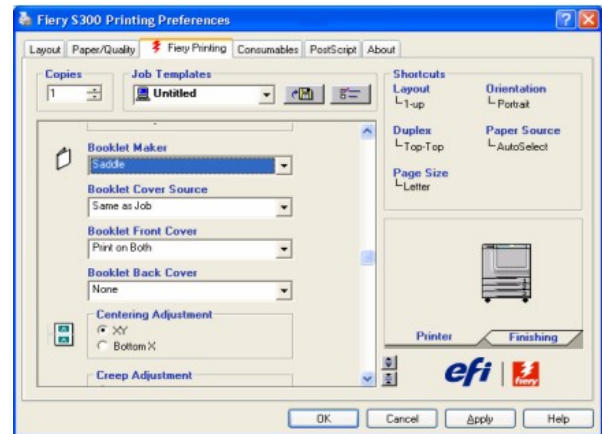 Fiery S300 Printing Preferences
Layout Paper/Quality Fiery Printing Consumables PostScript About
Copies
1
Job Templates
Untitled
Booklet Maker
Saddle
Booklet Cover Source
Same as Job
Booklet Front Cover
Print on Both
Booklet Back Cover
None
Centering Adjustment
XY
Bottom X
Creep Adjustment
Shortcuts
Layout
1-up
Orientation
Portrait
Duplex
Top-Top
Paper Source
AutoSelect
Page Size
Letter
Printer Finishing
efi fiery
OK Cancel Apply Help